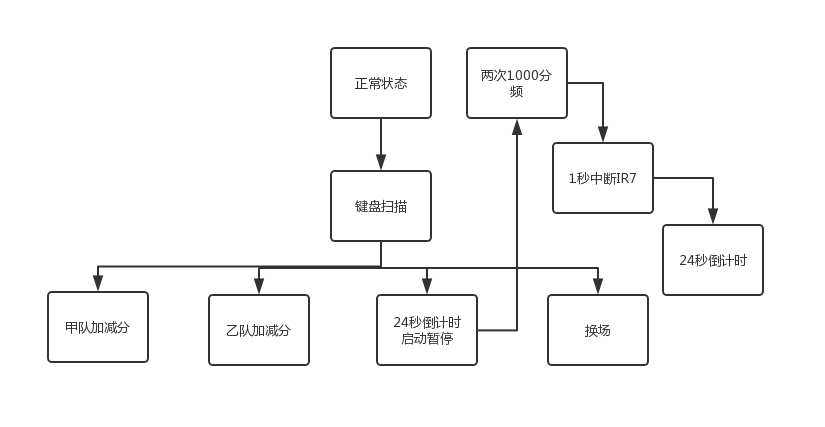 正常状态
两次1000分
频
1秒中断IR7
键盘扫描
24秒倒计时
甲队加减分
乙队加减分
24秒倒计时
启动暂停
换场